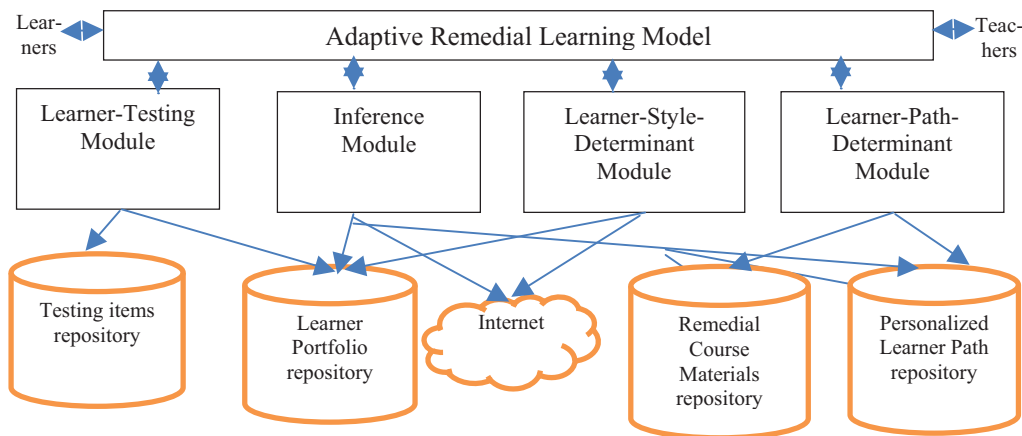 Lear-
ners
Adaptive Remedial Learning Model
Teac-
hers
Learner-Testing
Module
Inference
Module
Learner-Style-
Determinant
Module
Learner-Path-
Determinant
Module
Testing items
repository
Learner
Portfolio
repository
Internet
Remedial
Course
Materials
repository
Personalized
Learner Path
repository